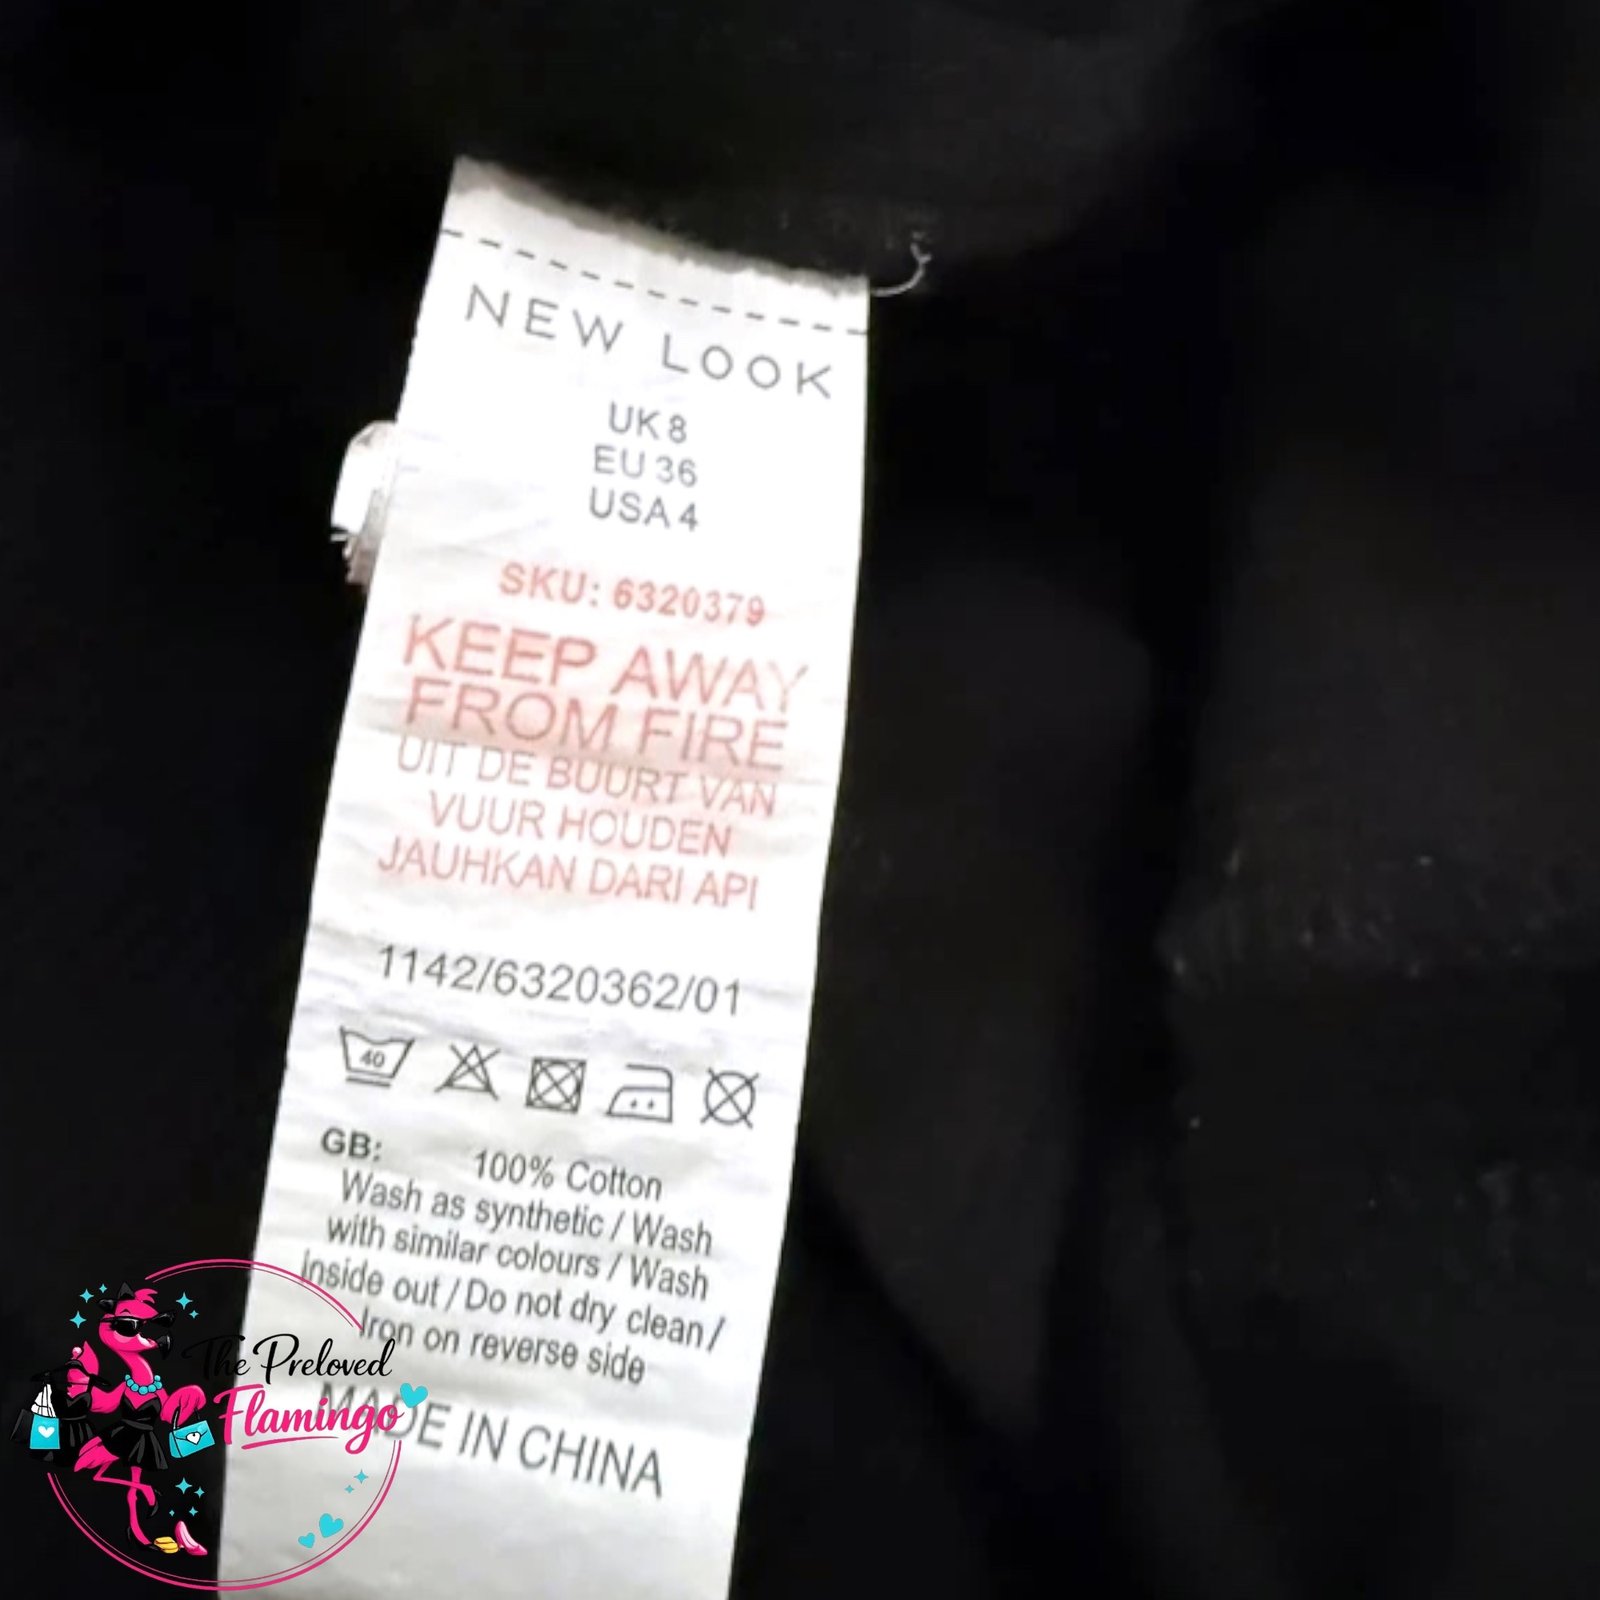 NEW LOOK
UK 8
EU 36
USA 4
SKU: 6320379
KEEP AWAY
FROM FIRE
UIT DE BUURT VAN
VUUR HOUDEN
JAUHKAN DARI API
1142/6320362/01
40
GB: 100% Cotton
Wash as synthetic / Wash
with similar colours / Wash
Inside out / Do not dry clean /
Iron on reverse side
MADE IN CHINA
The Preloved
Flamingo